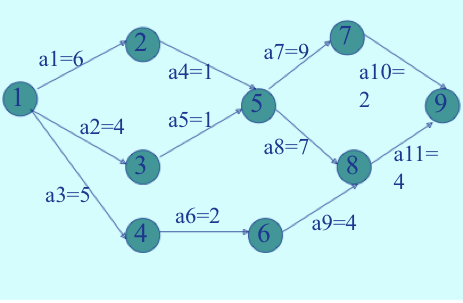 7
2
a7=9
a1=6
a4=1
a10=
2
1
5
9
a2=4
a5=1
a8=7
a11=
4
3
8
a3=5
a6=2
a9=4
4
6